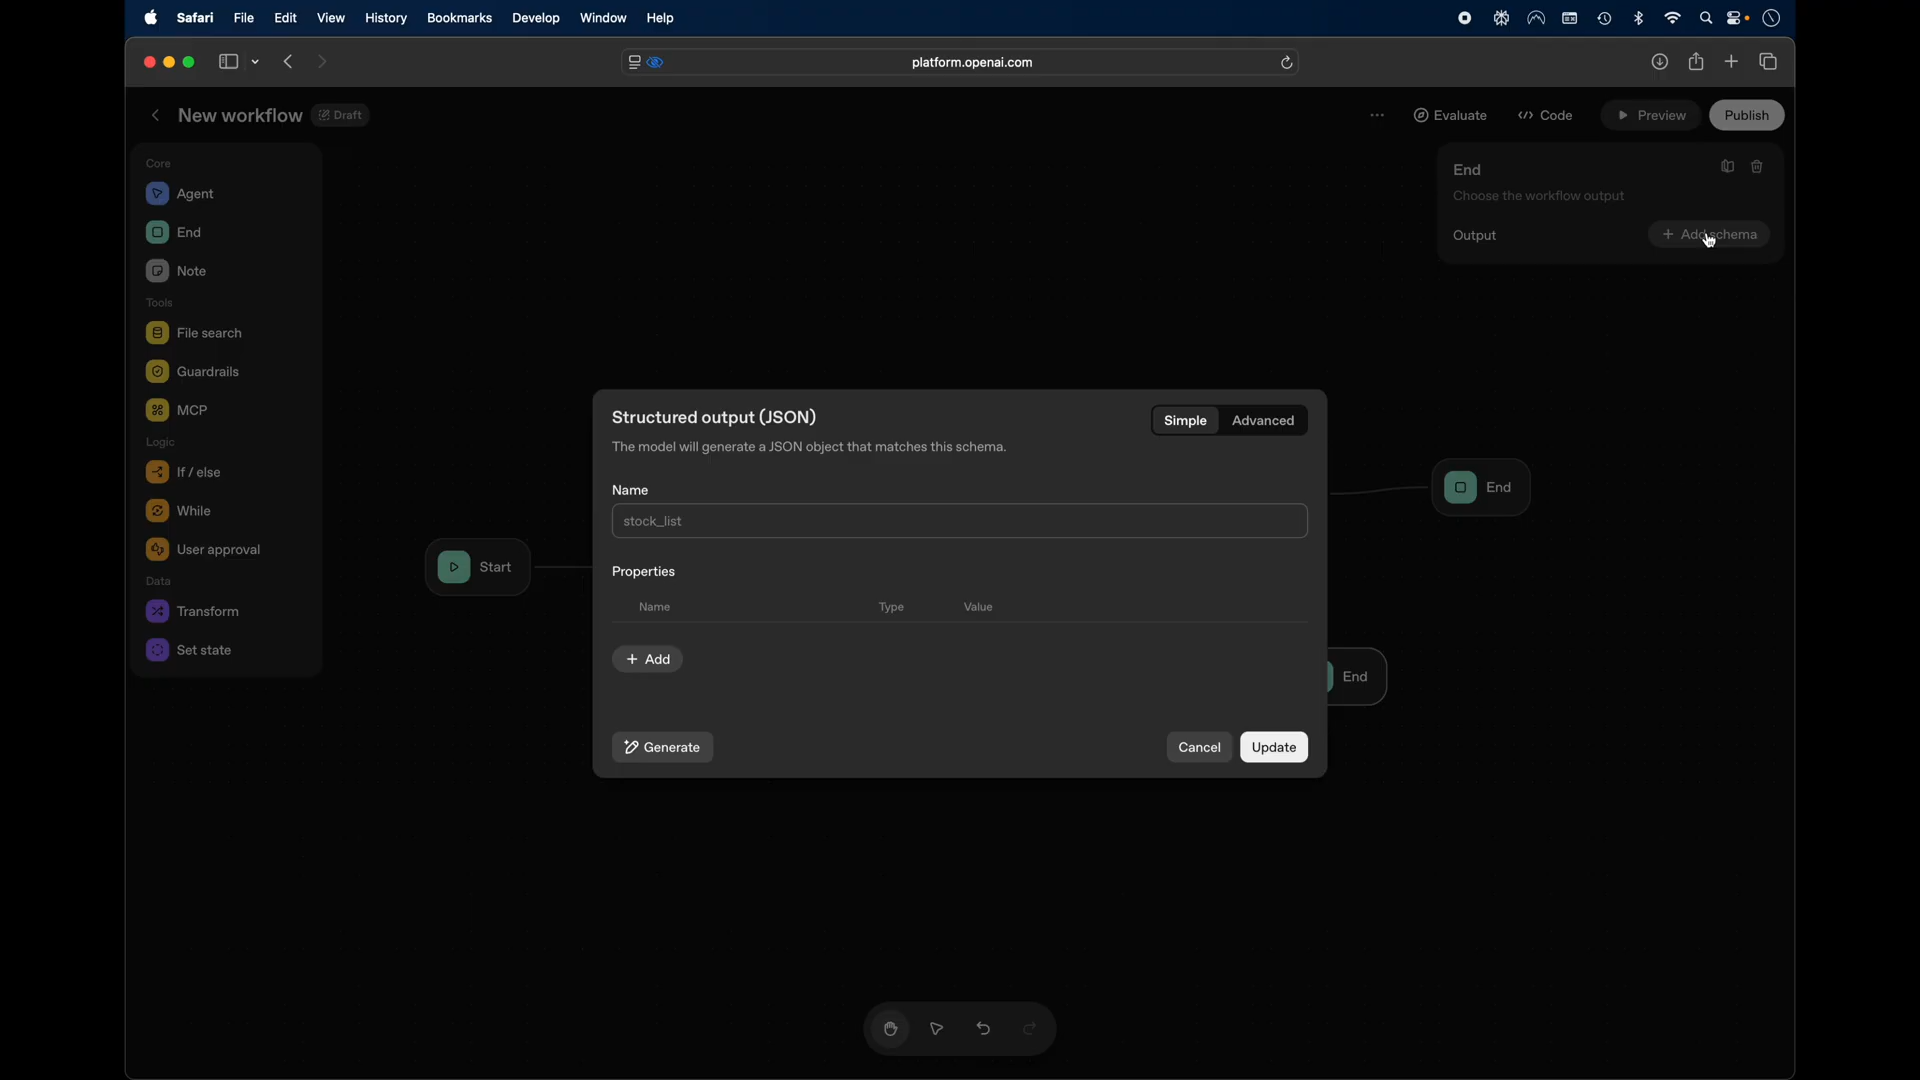 Safari File Edit View History Bookmarks Develop Window Help
platform.openai.com
New workflow Draft
Evaluate Code Preview Publish
Core
Agent
End
Note
Tools
File search
Guardrails
MCP
Logic
If / else
While
User approval
Data
Transform
Set state
Start
Structured output (JSON)
Simple Advanced
The model will generate a JSON object that matches this schema.
Name
stock_list
Properties
Name Type Value
+ Add
Generate
Cancel Update
End
Choose the workflow output
Output + Add schema
End
End